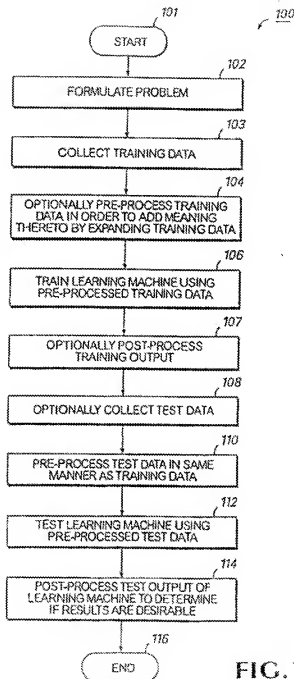 100
101
START
102
FORMULATE PROBLEM
103
COLLECT TRAINING DATA
104
OPTIONALLY PRE-PROCESS TRAINING
DATA IN ORDER TO ADD MEANING
THERETO BY EXPANDING TRAINING DATA
106
TRAIN LEARNING MACHINE USING
PRE-PROCESSED TRAINING DATA
107
OPTIONALLY POST-PROCESS
TRAINING OUTPUT
108
OPTIONALLY COLLECT TEST DATA
110
PRE-PROCESS TEST DATA IN SAME
MANNER AS TRAINING DATA
112
TEST LEARNING MACHINE USING
PRE-PROCESSED TEST DATA
114
POST-PROCESS TEST OUTPUT OF
LEARNING MACHINE TO DETERMINE
IF RESULTS ARE DESIRABLE
116
END
FIG.